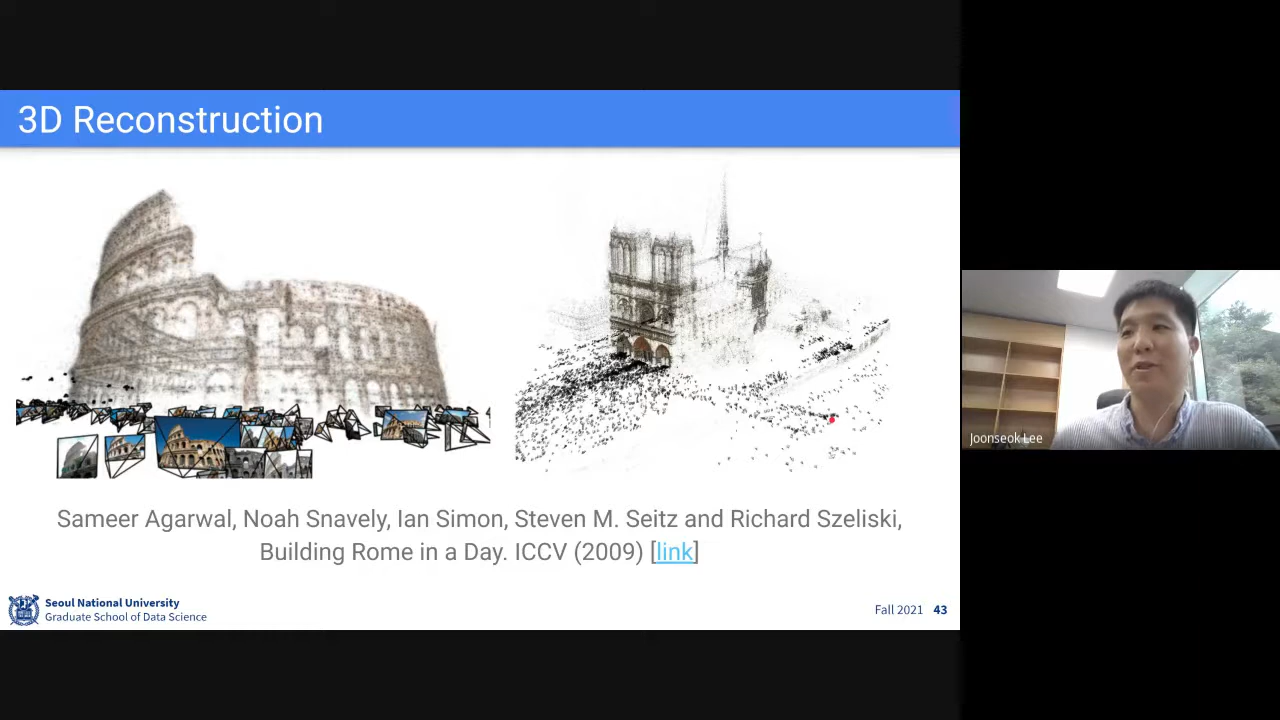 3D Reconstruction
Sameer Agarwal, Noah Snavely, Ian Simon, Steven M. Seitz and Richard Szeliski,
Building Rome in a Day. ICCV (2009) [link]
Seoul National University
Graduate School of Data Science
Fall 2021 43
Joonseok Lee